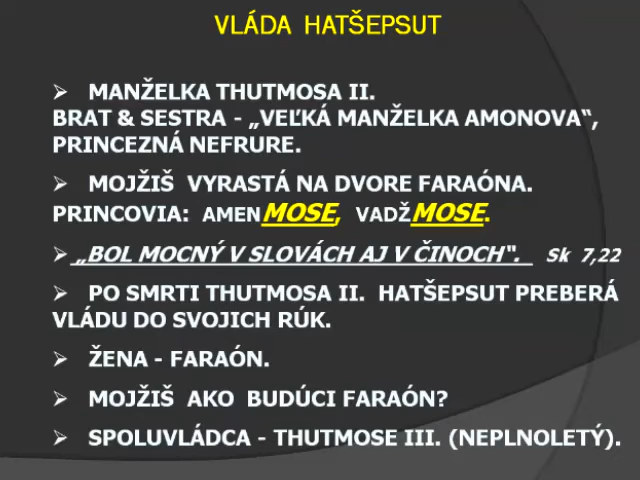 VLÁDA HATŠEPSUT
➢ MANŽELKA THUTMOSA II.
BRAT & SESTRA - „VEĽKÁ MANŽELKA AMONOVA“,
PRINCEZNÁ NEFRURE.
➢ MOJŽIŠ VYRASTÁ NA DVORE FARAÓNA.
PRINCOVIA: AMENMOSE, VADŽMOSE.
➢ „BOL MOCNÝ V SLOVÁCH AJ V ČINOCH“. Sk 7,22
➢ PO SMRTI THUTMOSA II. HATŠEPSUT PREBERÁ
VLÁDU DO SVOJICH RÚK.
➢ ŽENA - FARAÓN.
➢ MOJŽIŠ AKO BUDÚCI FARAÓN?
➢ SPOLUVLÁDCA - THUTMOSE III. (NEPLNOLETÝ).